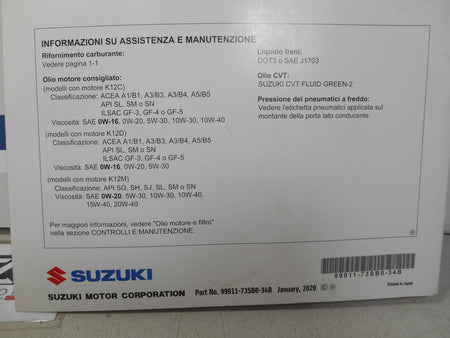 INFORMAZIONI SU ASSISTENZA E MANUTENZIONE
Rifornimento carburante:
Vedere pagina 1-1
Olio motore consigliato:
(modelli con motore K12C)
Classificazione: ACEA A1/B1, A3/B3, A3/B4, A5/B5
API SL, SM o SN
ILSAC GF-3, GF-4 o GF-5
Viscosità: SAE 0W-16, 0W-20, 5W-30, 10W-30, 10W-40
(modelli con motore K12D)
Classificazione: ACEA A1/B1, A3/B3, A3/B4, A5/B5
API SL, SM o SN
ILSAC GF-3, GF-4 o GF-5
Viscosità: SAE 0W-16, 0W-20, 5W-30
(modelli con motore K12M)
Classificazione: API SG, SH, SJ, SL, SM o SN
Viscosità: SAE 0W-20, 5W-30, 10W-30, 10W-40,
15W-40, 20W-40
Per maggiori informazioni, vedere "Olio motore e filtro"
nella sezione CONTROLLI E MANUTENZIONE.
Liquido freni:
DOT3 o SAE J1703
Olio CVT:
SUZUKI CVT FLUID GREEN-2
Pressione dei pneumatici a freddo:
Vedere l'etichetta pneumatici applicata sul
montante della porta lato conducente.
SUZUKI
99011-73SB0-34B
SUZUKI MOTOR CORPORATION Part No. 99011-73SB0-34B January, 2020
Printed in Japan